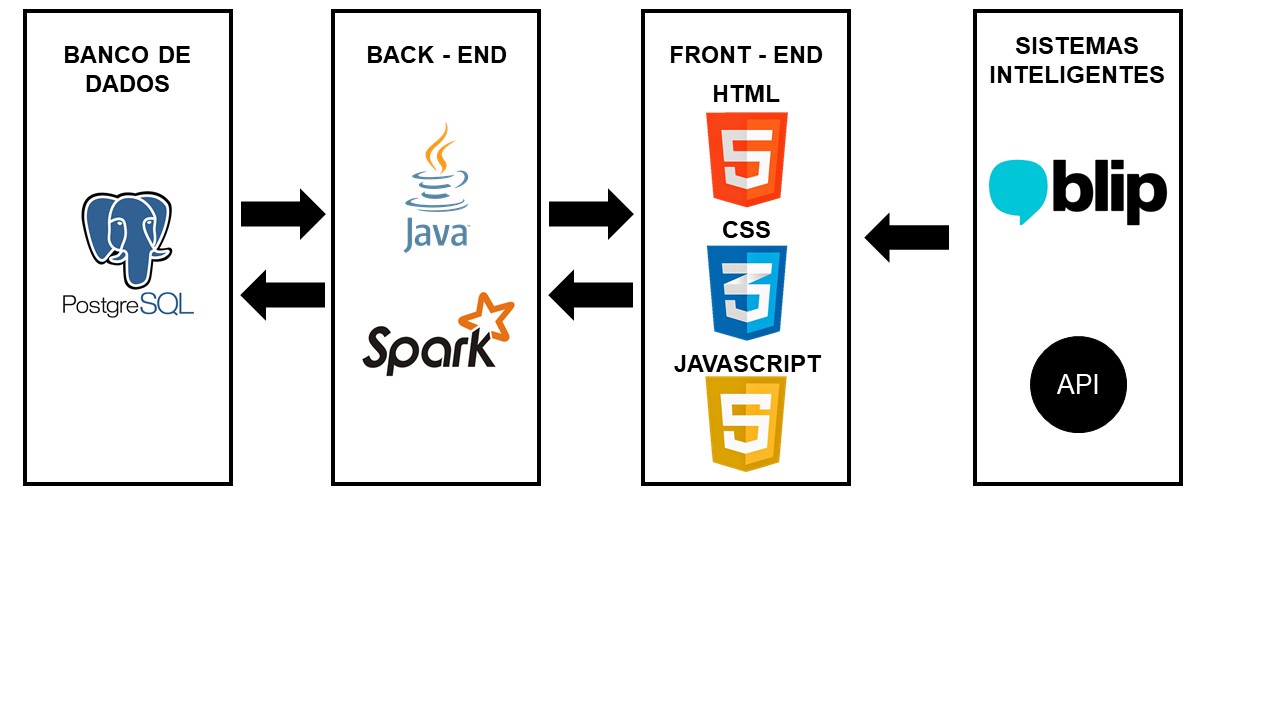 BANCO DE
DADOS
PostgreSQL
BACK - END
Java
Spark
FRONT - END
HTML
5
CSS
3
JAVASCRIPT
5
SISTEMAS
INTELIGENTES
blip
API